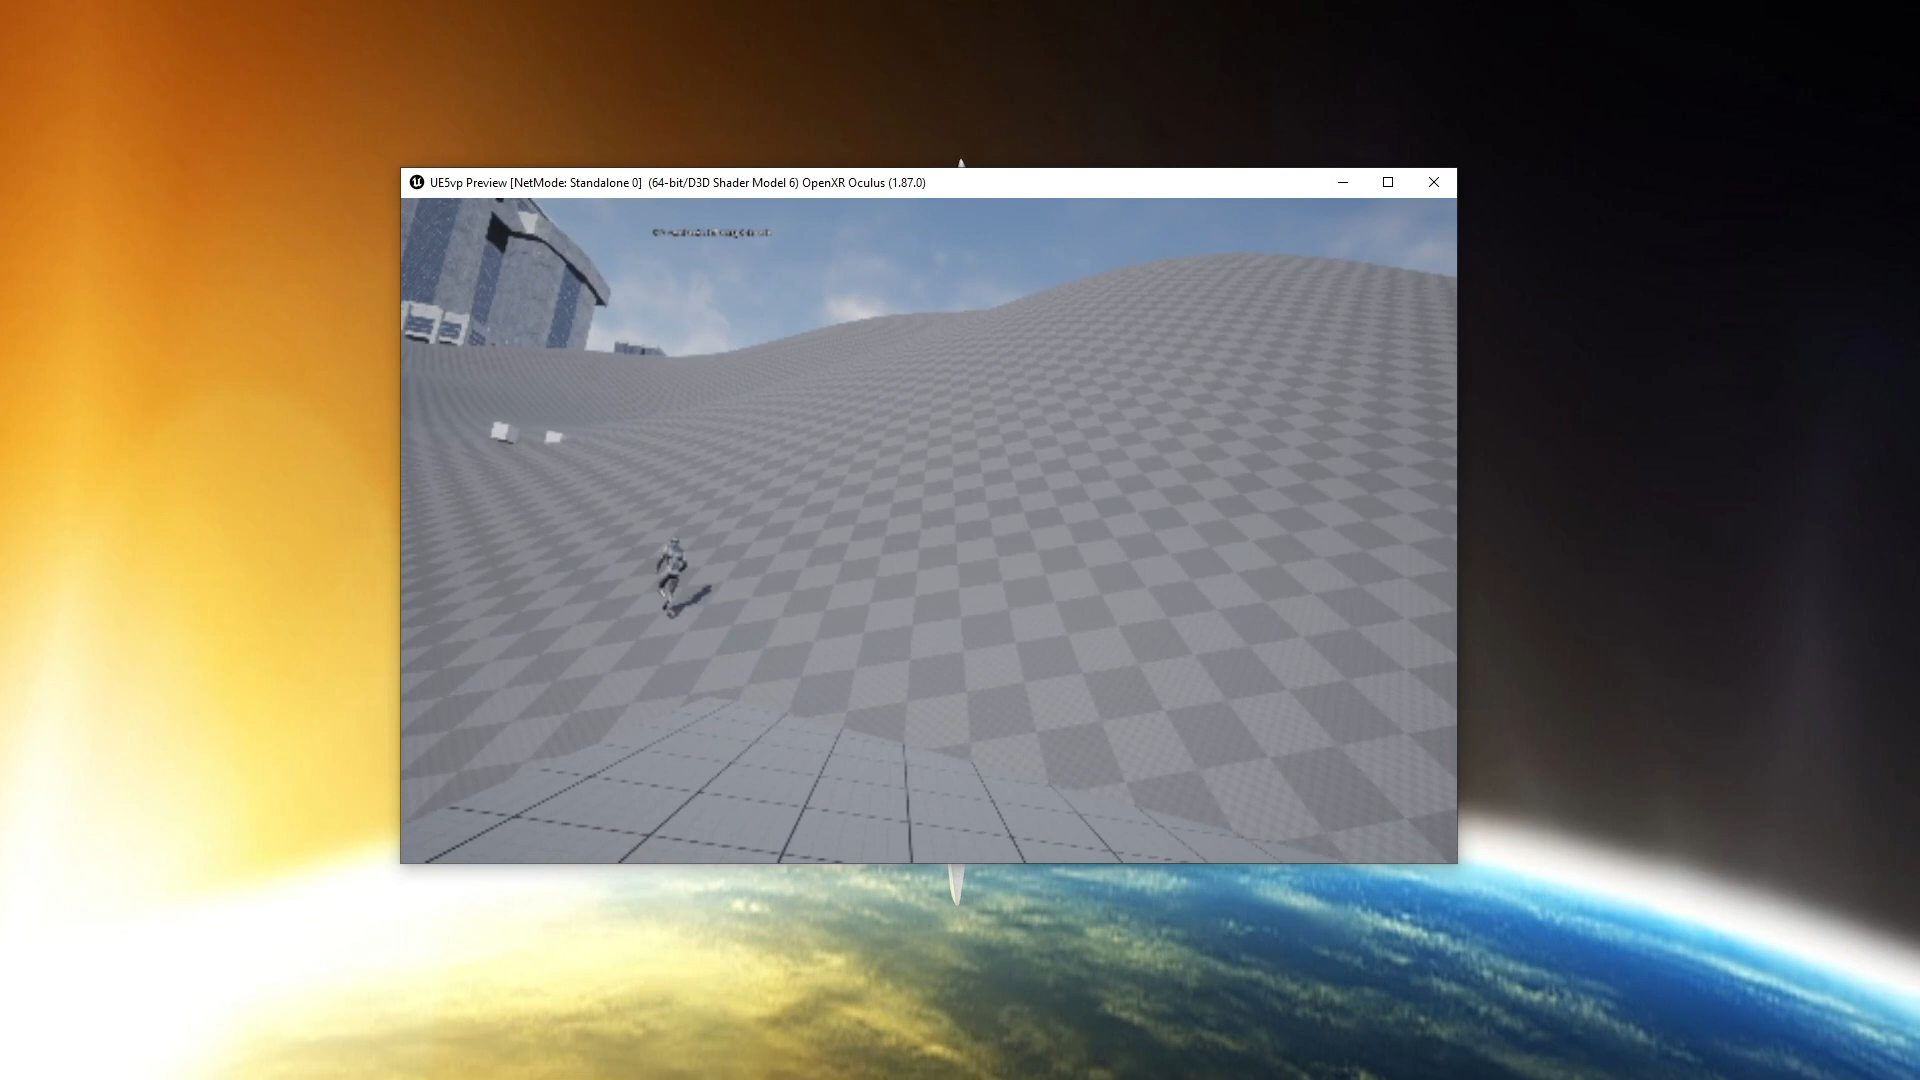 UE5vp Preview [NetMode: Standalone 0]  (64-bit/D3D Shader Model 6) OpenXR Oculus (1.87.0)